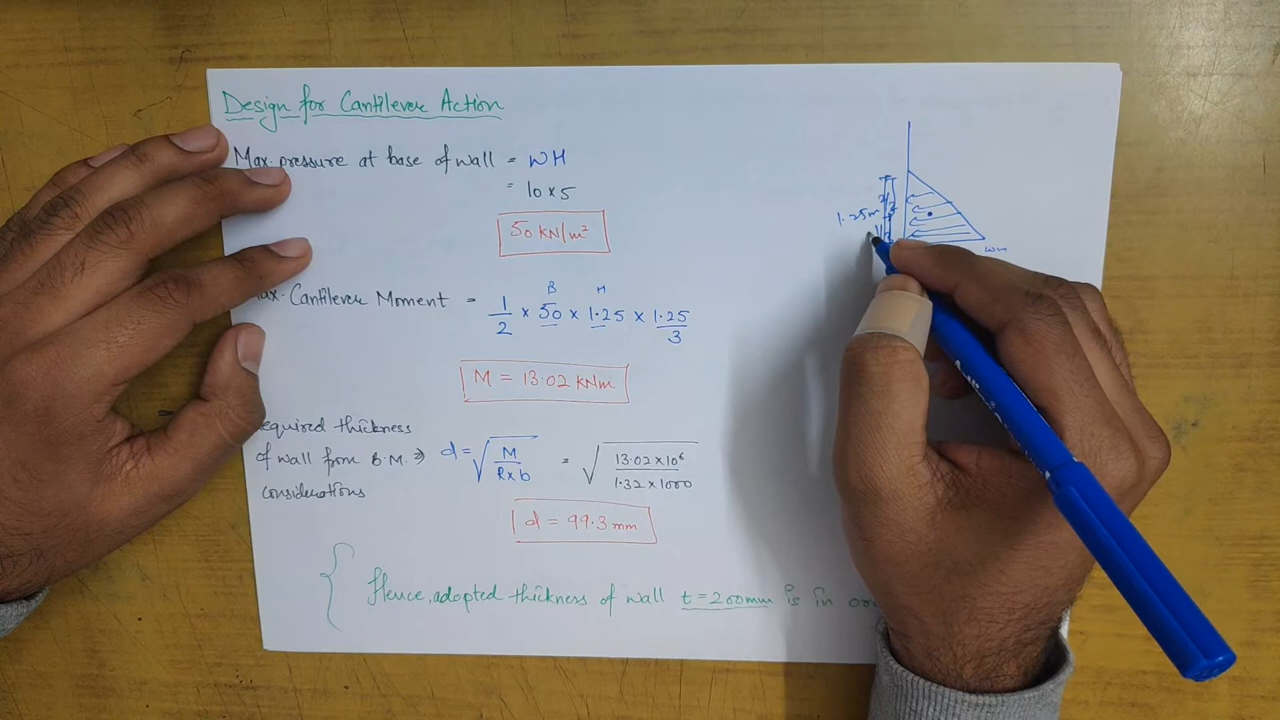 Design for Cantilever Action
Max. pressure at base of wall = WH
= 10 x 5
50 kN/m²
Cantilever Moment = 1/2 x 50 x 1.25 x 1.25/3
B H
M = 13.02 kNm
thickness
of wall from B.M. ⇒ d = √(M/(R x b)) = √(13.02 x 10⁶/(1.32 x 1000))
considerations
d = 99.3 mm
Hence, adopted thickness of wall t = 200mm is in
1.25m